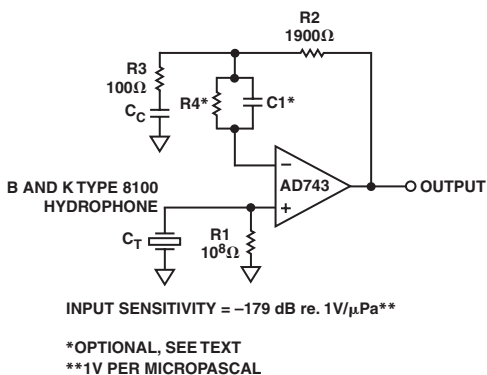 R2
1900Ω
R3
100Ω
CC
R4*
C1*
−
AD743
+
OUTPUT
B AND K TYPE 8100
HYDROPHONE
CT
R1
10⁸Ω
INPUT SENSITIVITY = –179 dB re. 1V/μPa**
*OPTIONAL, SEE TEXT
**1V PER MICROPASCAL